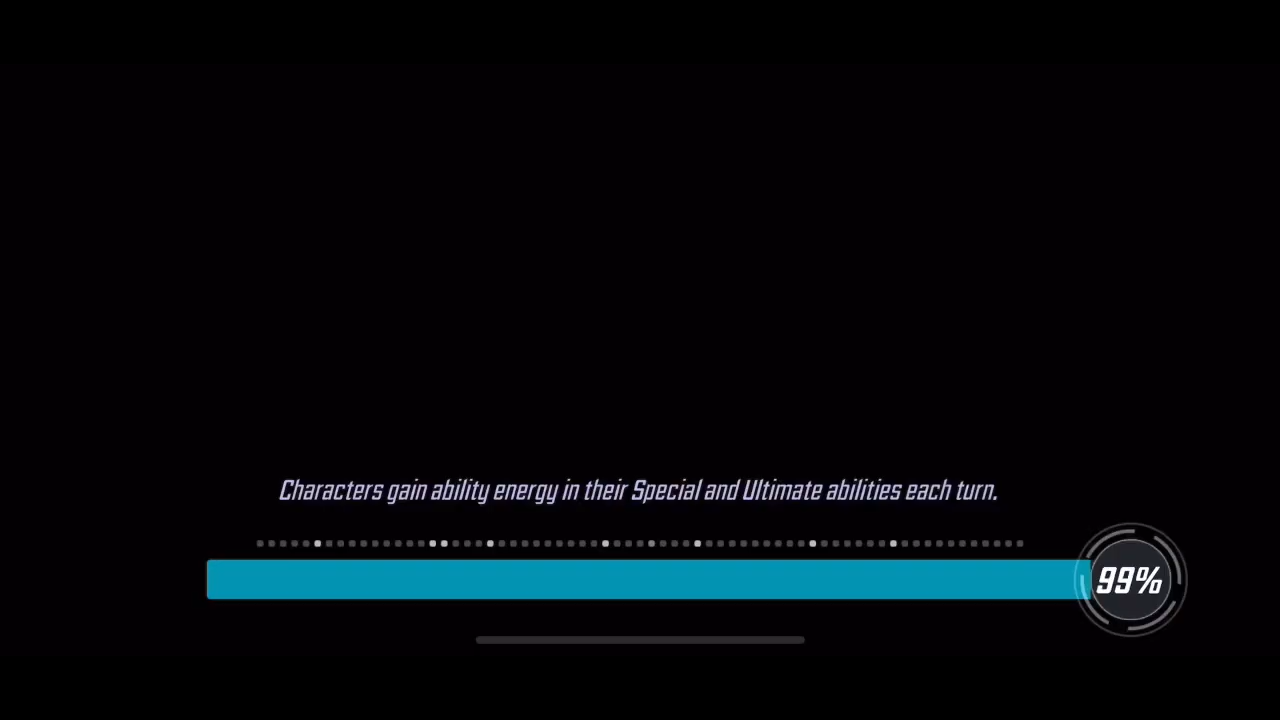 Characters gain ability energy in their Special and Ultimate abilities each turn.
99%